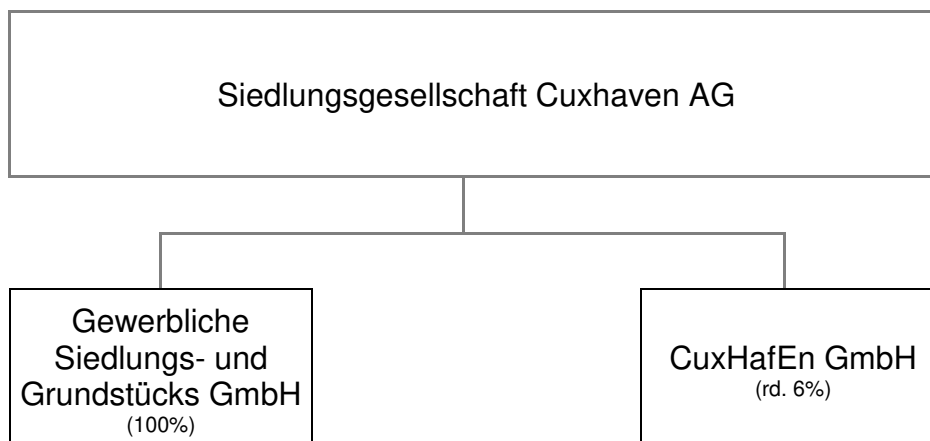 Siedlungsgesellschaft Cuxhaven AG
Gewerbliche
Siedlungs- und
Grundstücks GmbH
(100%)
CuxHafEn GmbH
(rd. 6%)